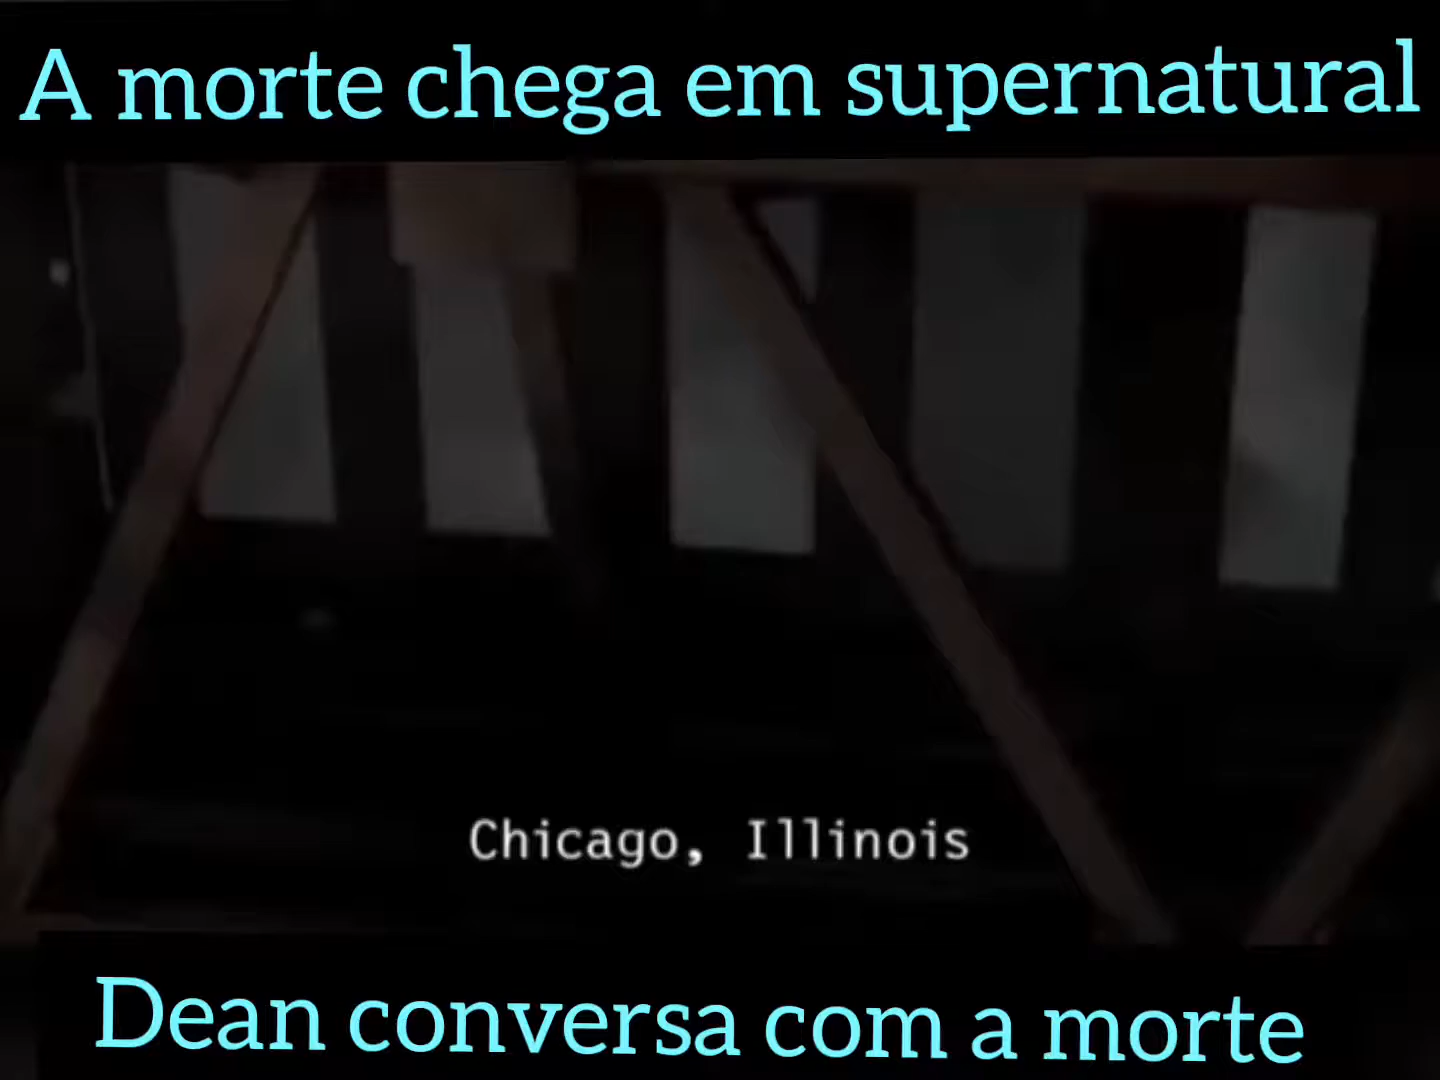 A morte chega em supernatural
Chicago, Illinois
Dean conversa com a morte